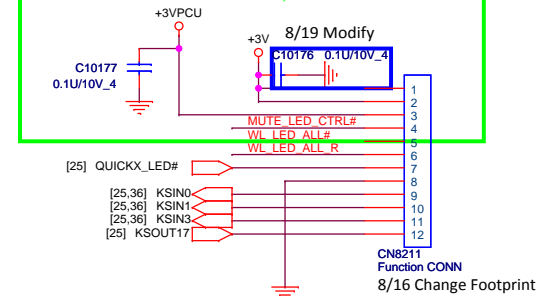 +3VPCU
+3V
8/19 Modify
C10177
0.1U/10V_4
C10176 0.1U/10V_4
1
2
3
MUTE_LED_CTRL# 4
WL_LED_ALL# 5
WL_LED_ALL_R 6
[25] QUICKX_LED# 7
8
[25,36] KSIN0 9
[25,36] KSIN1 10
[25,36] KSIN3 11
[25] KSOUT17 12
CN8211
Function CONN
8/16 Change Footprint